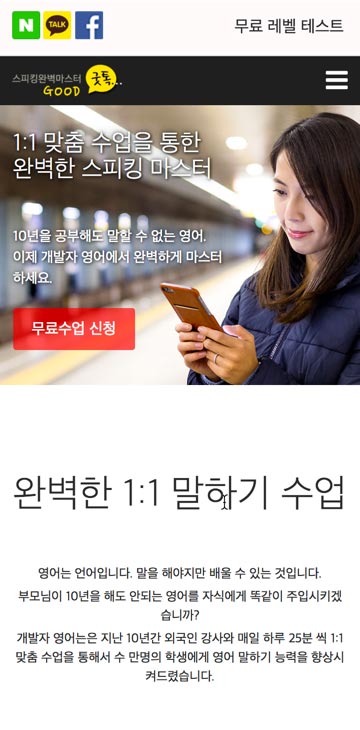 N TALK f 무료 레벨 테스트
스피킹완벽마스터 굿톡...
GOOD
1:1 맞춤 수업을 통한
완벽한 스피킹 마스터
10년을 공부해도 말할 수 없는 영어.
이제 개발자 영어에서 완벽하게 마스터
하세요.
무료수업 신청
완벽한 1:1 말하기 수업
영어는 언어입니다. 말을 해야지만 배울 수 있는 것입니다.
부모님이 10년을 해도 안되는 영어를 자식에게 똑같이 주입시키겠
습니까?
개발자 영어는은 지난 10년간 외국인 강사와 매일 하루 25분 씩 1:1
맞춤 수업을 통해서 수 만명의 학생에게 영어 말하기 능력을 향상시
켜드렸습니다.